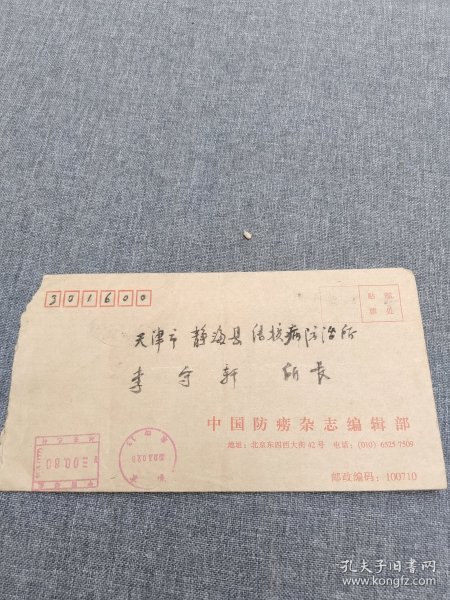 301600
贴邮
票处
天津市 静海县结核病防治所
李守轩 所长
中国防痨杂志编辑部
地址：北京东四西大街42号 电话：(010) 6525 7509
邮政编码：100710
孔夫子旧书网
www.kongfz.com